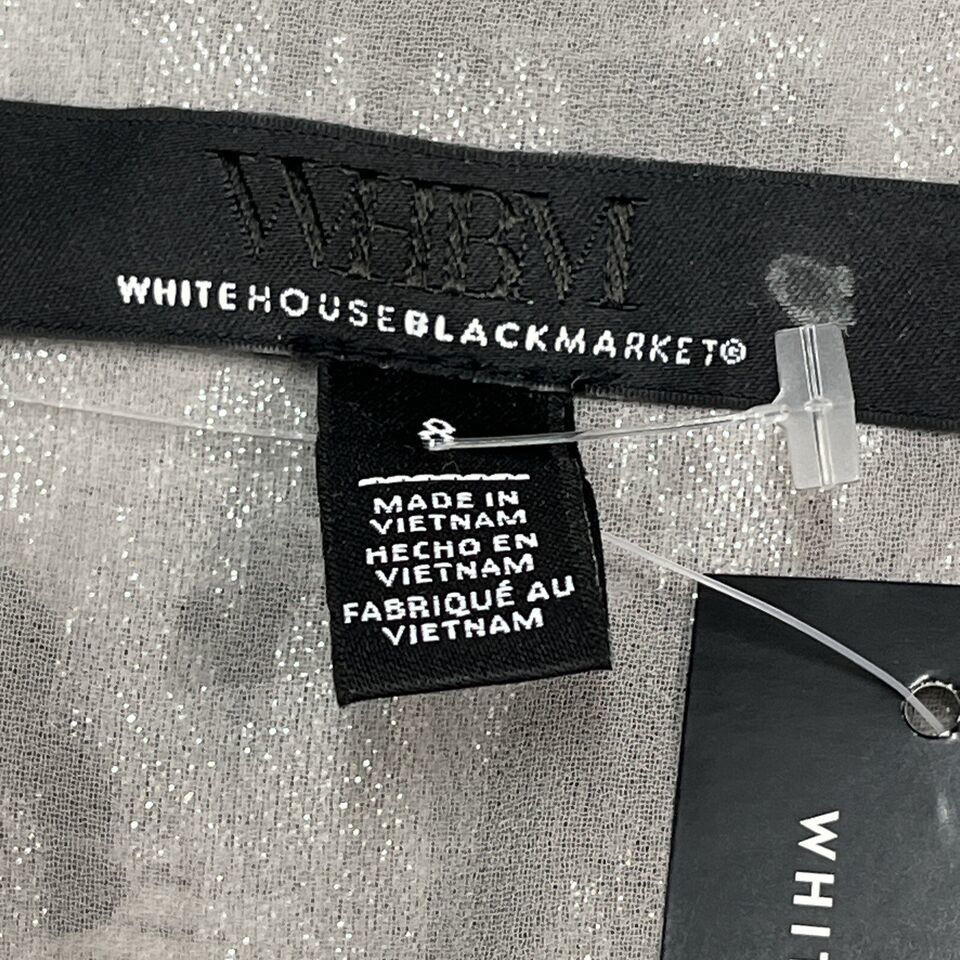 WHBM
WHITEHOUSEBLACKMARKET®
8
MADE IN
VIETNAM
HECHO EN
VIETNAM
FABRIQUÉ AU
VIETNAM
WHIT